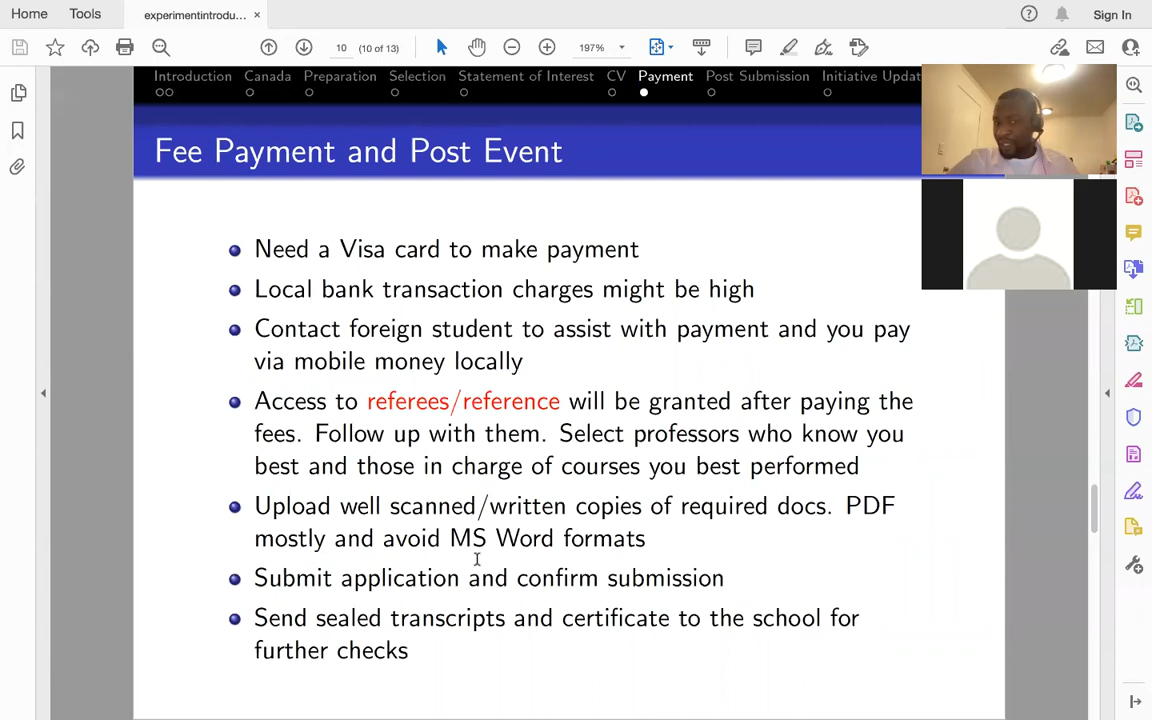 Home Tools experimentintrodu... × Sign In
10 (10 of 13) 197%
Introduction Canada Preparation Selection Statement of Interest CV Payment Post Submission Initiative Updat
Fee Payment and Post Event
Need a Visa card to make payment
Local bank transaction charges might be high
Contact foreign student to assist with payment and you pay
via mobile money locally
Access to referees/reference will be granted after paying the
fees. Follow up with them. Select professors who know you
best and those in charge of courses you best performed
Upload well scanned/written copies of required docs. PDF
mostly and avoid MS Word formats
Submit application and confirm submission
Send sealed transcripts and certificate to the school for
further checks